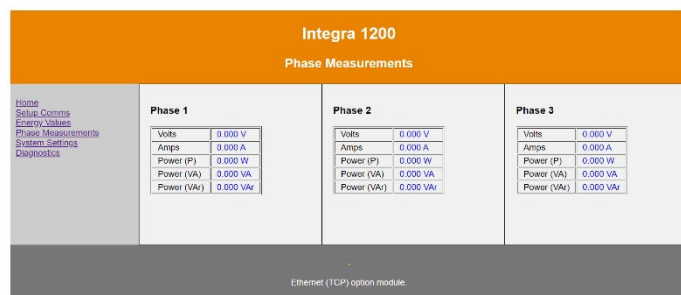 Integra 1200
Phase Measurements
Home
Setup Comms
Energy Values
Phase Measurements
System Settings
Diagnostics
Phase 1
Volts 0.000 V
Amps 0.000 A
Power (P) 0.000 W
Power (VA) 0.000 VA
Power (VAr) 0.000 VAr
Phase 2
Volts 0.000 V
Amps 0.000 A
Power (P) 0.000 W
Power (VA) 0.000 VA
Power (VAr) 0.000 VAr
Phase 3
Volts 0.000 V
Amps 0.000 A
Power (P) 0.000 W
Power (VA) 0.000 VA
Power (VAr) 0.000 VAr
Ethernet (TCP) option module.